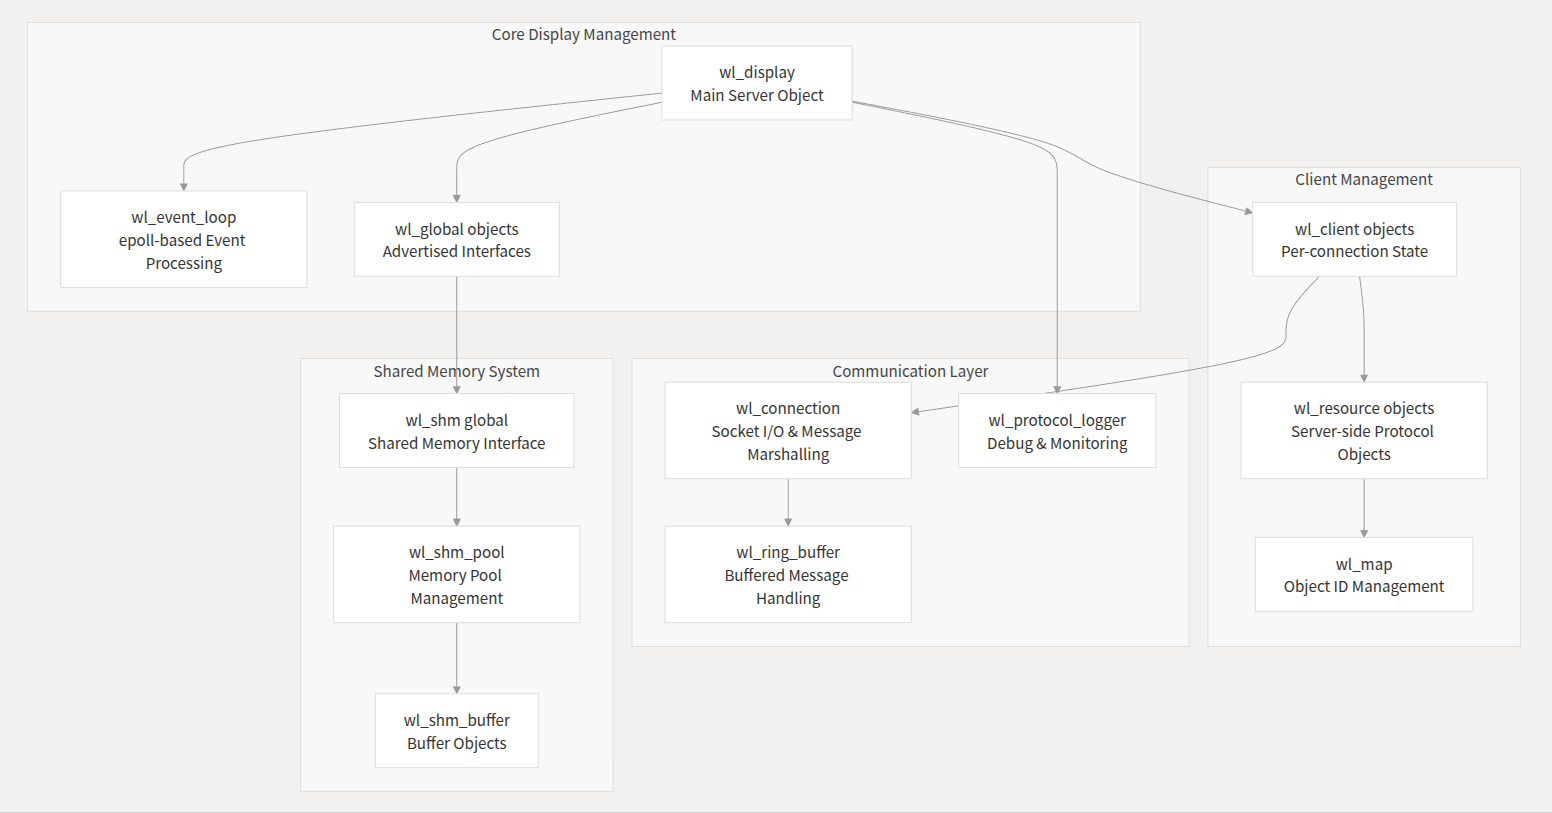 Core Display Management
wl_display
Main Server Object
wl_event_loop
epoll-based Event
Processing
wl_global objects
Advertised Interfaces
Client Management
wl_client objects
Per-connection State
Shared Memory System
wl_shm global
Shared Memory Interface
wl_shm_pool
Memory Pool
Management
wl_shm_buffer
Buffer Objects
Communication Layer
wl_connection
Socket I/O & Message
Marshalling
wl_protocol_logger
Debug & Monitoring
wl_ring_buffer
Buffered Message
Handling
wl_resource objects
Server-side Protocol
Objects
wl_map
Object ID Management